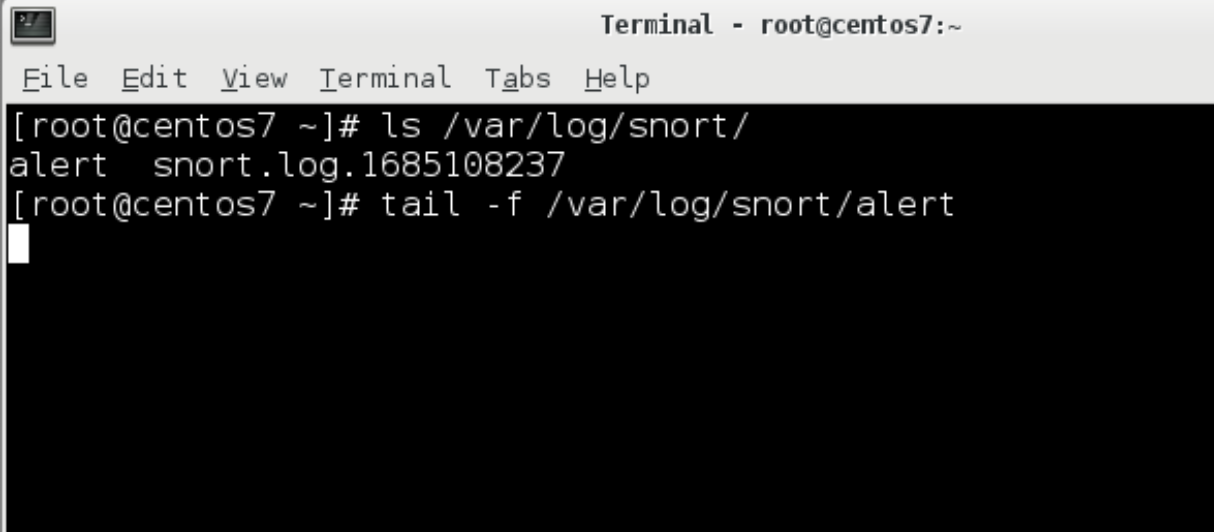 Terminal - root@centos7:~
File Edit View Terminal Tabs Help
[root@centos7 ~]# ls /var/log/snort/
alert  snort.log.1685108237
[root@centos7 ~]# tail -f /var/log/snort/alert